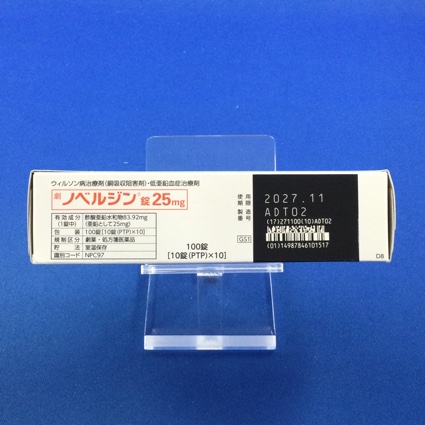 ウィルソン病治療剤(銅吸収阻害剤)・低亜鉛血症治療剤
劇 ノベルジン®錠25mg
有効成分(1錠中) 酢酸亜鉛水和物83.92mg(亜鉛として25mg)
包装 100錠[10錠(PTP)×10]
規制区分 劇薬・処方箋医薬品
貯法 室温保存
識別コード NPC97
100錠
[10錠(PTP)×10]
G51
使用期限 2027.11
製造番号 ADT02
(17)271100(10)ADT02
(01)14987846101517
D8